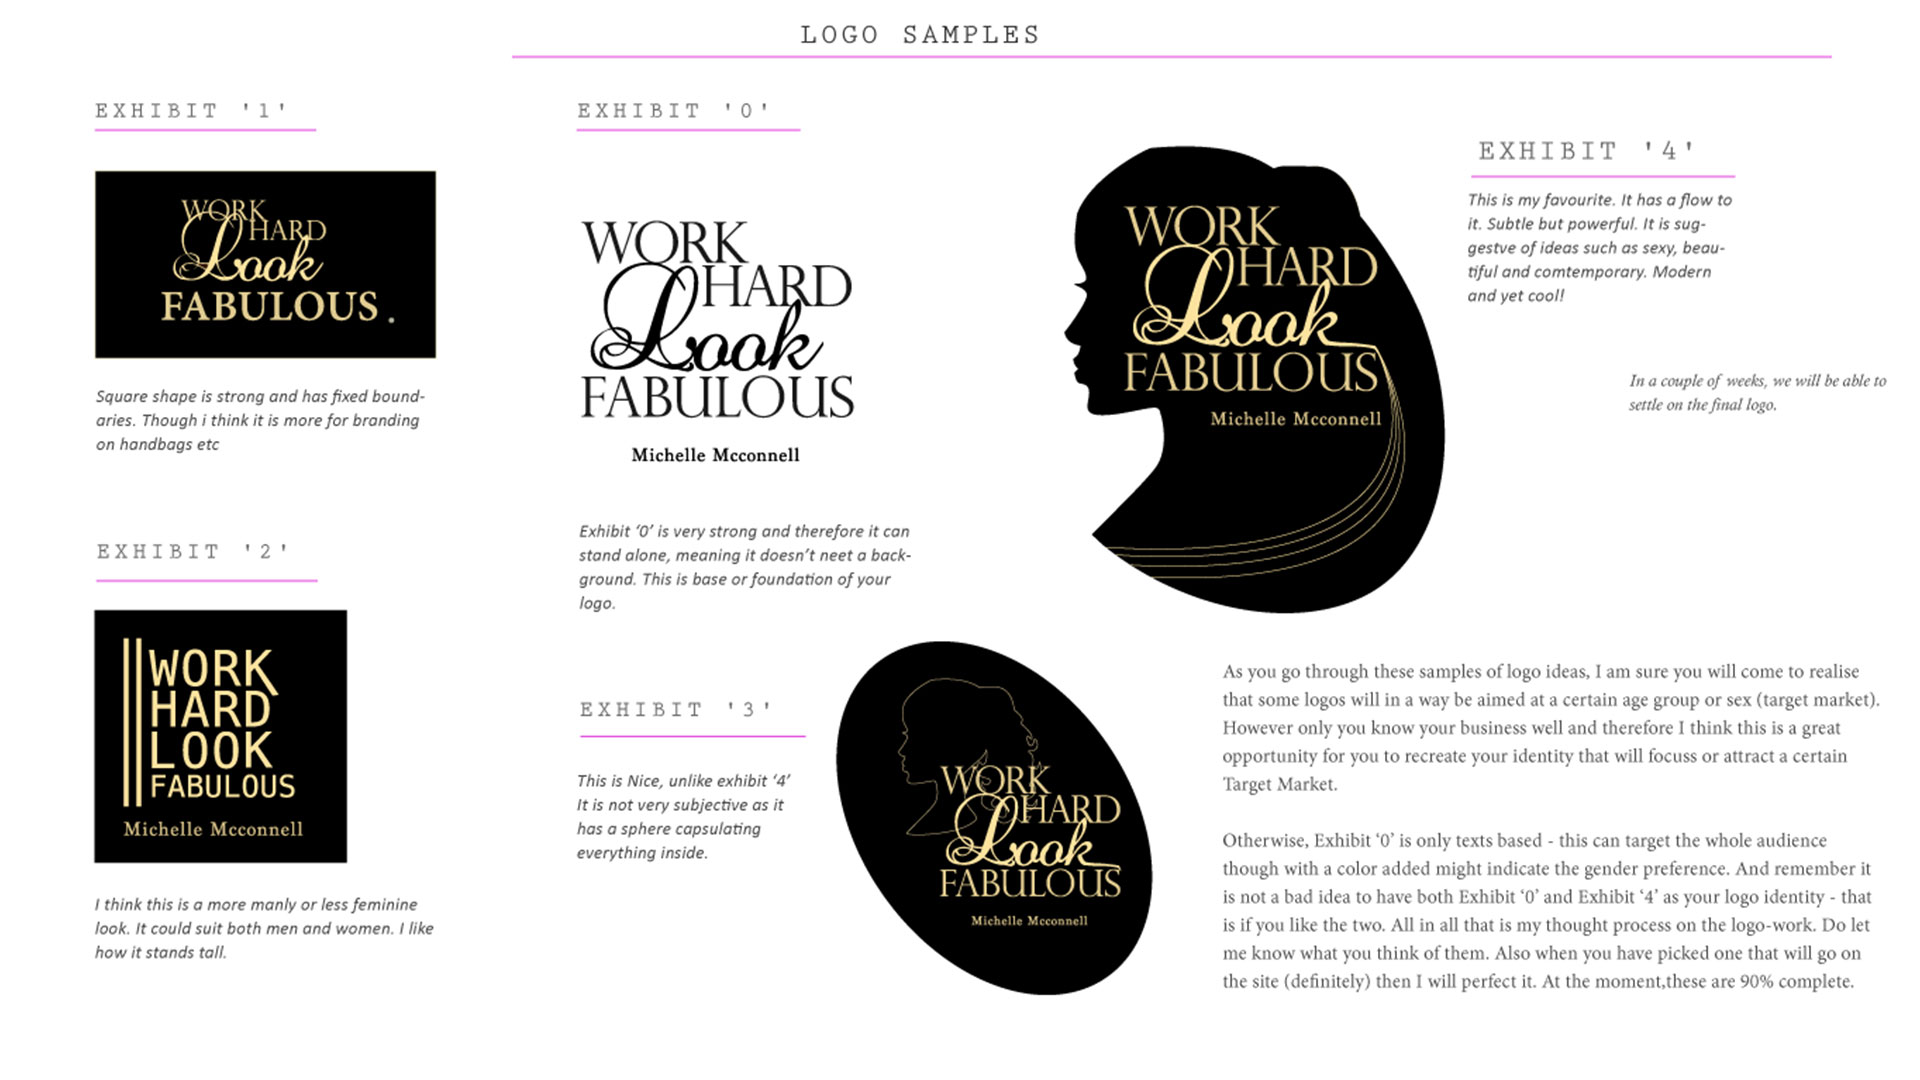 LOGO SAMPLES
EXHIBIT '1'
WORK
HARD
Look
FABULOUS .
Square shape is strong and has fixed bound-
aries. Though i think it is more for branding
on handbags etc
EXHIBIT '2'
WORK
HARD
LOOK
FABULOUS
Michelle Mcconnell
I think this is a more manly or less feminine
look. It could suit both men and women. I like
how it stands tall.
EXHIBIT '0'
WORK
HARD
Look
FABULOUS
Michelle Mcconnell
Exhibit ‘0’ is very strong and therefore it can
stand alone, meaning it doesn’t neet a back-
ground. This is base or foundation of your
logo.
EXHIBIT '3'
This is Nice, unlike exhibit ‘4’
It is not very subjective as it
has a sphere capsulating
everything inside.
WORK
HARD
Look
FABULOUS
Michelle Mcconnell
WORK
HARD
Look
FABULOUS
Michelle Mcconnell
EXHIBIT '4'
This is my favourite. It has a flow to
it. Subtle but powerful. It is sug-
gestve of ideas such as sexy, beau-
tiful and comtemporary. Modern
and yet cool!
In a couple of weeks, we will be able to
settle on the final logo.
As you go through these samples of logo ideas, I am sure you will come to realise
that some logos will in a way be aimed at a certain age group or sex (target market).
However only you know your business well and therefore I think this is a great
opportunity for you to recreate your identity that will focuss or attract a certain
Target Market.
Otherwise, Exhibit ‘0’ is only texts based - this can target the whole audience
though with a color added might indicate the gender preference. And remember it
is not a bad idea to have both Exhibit ‘0’ and Exhibit ‘4’ as your logo identity - that
is if you like the two. All in all that is my thought process on the logo-work. Do let
me know what you think of them. Also when you have picked one that will go on
the site (definitely) then I will perfect it. At the moment,these are 90% complete.